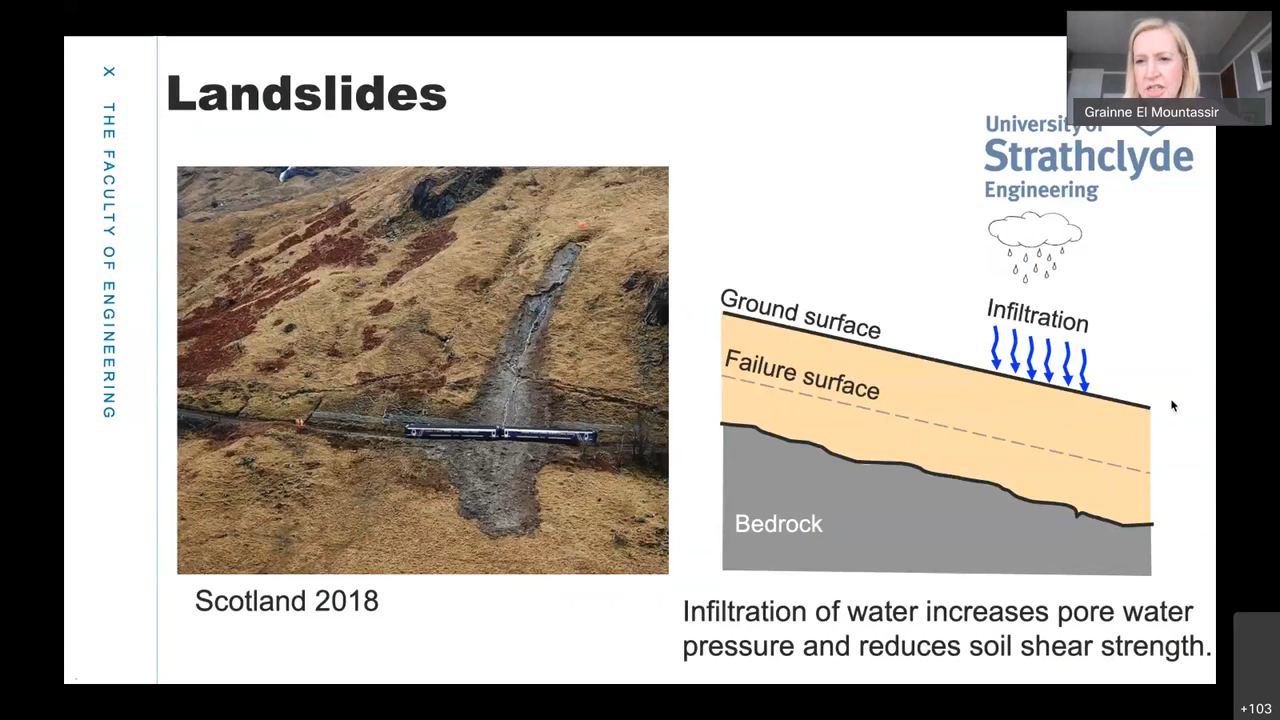 X THE FACULTY OF ENGINEERING
Landslides
Grainne El Mountassir
University of
Strathclyde
Engineering
Ground surface
Infiltration
Failure surface
Bedrock
Scotland 2018
Infiltration of water increases pore water
pressure and reduces soil shear strength.
+103